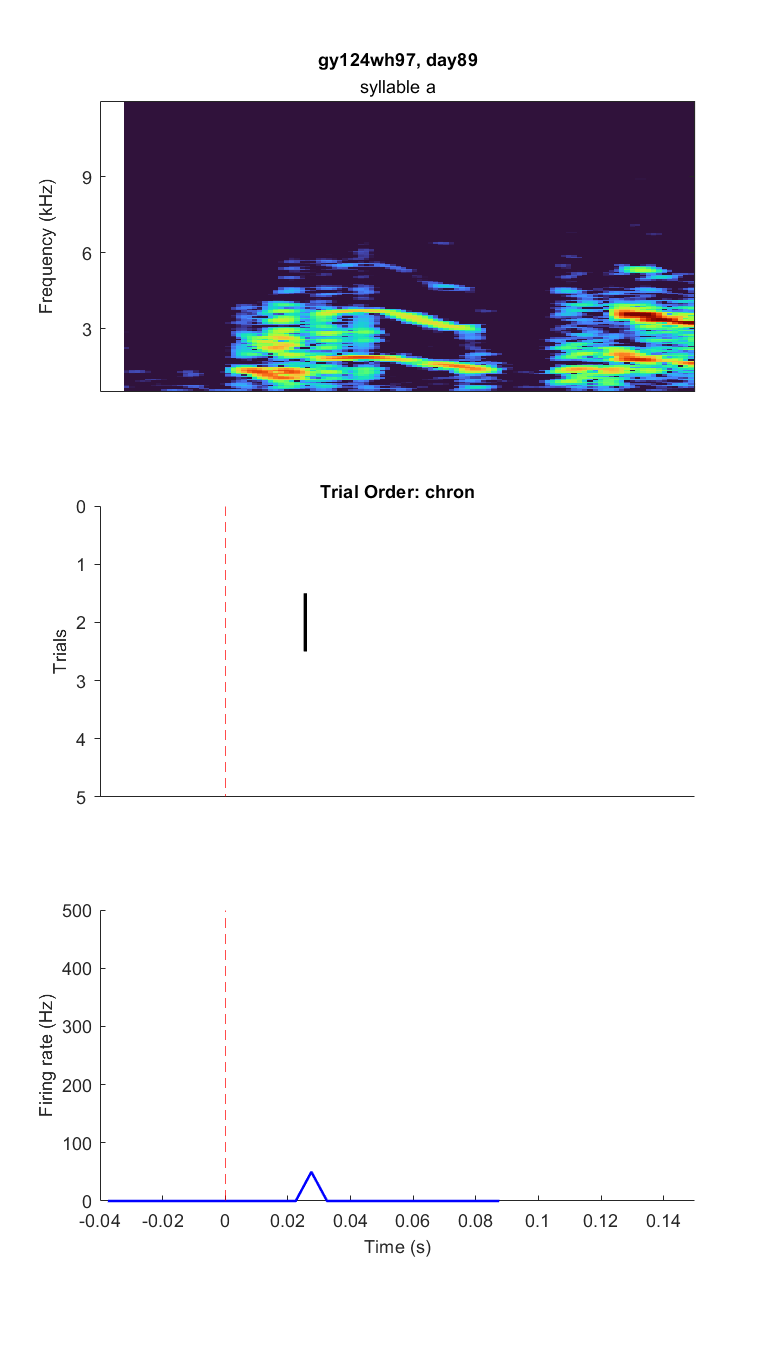 gy124wh97, day89
syllable a
Frequency (kHz)
9
6
3
Trial Order: chron
Trials
0
1
2
3
4
5
Firing rate (Hz)
500
400
300
200
100
0
-0.04 -0.02 0 0.02 0.04 0.06 0.08 0.1 0.12 0.14
Time (s)